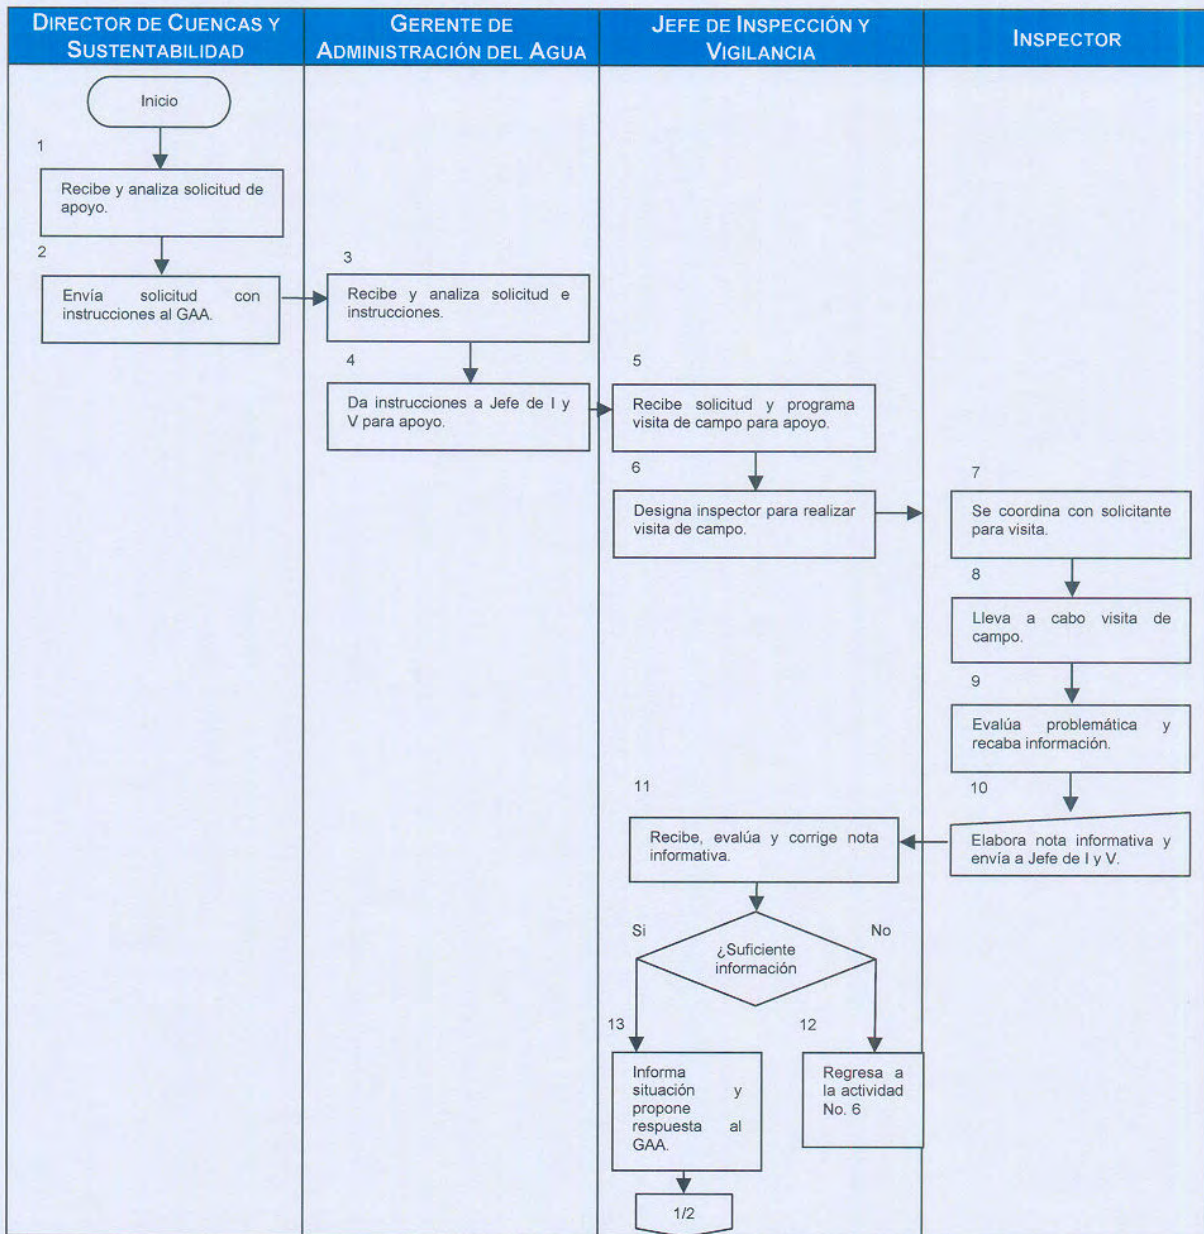 DIRECTOR DE CUENCAS Y
SUSTENTABILIDAD
GERENTE DE
ADMINISTRACIÓN DEL AGUA
JEFE DE INSPECCIÓN Y
VIGILANCIA
INSPECTOR
Inicio
1
Recibe y analiza solicitud de
apoyo.
2
Envía solicitud con
instrucciones al GAA.
3
Recibe y analiza solicitud e
instrucciones.
4
Da instrucciones a Jefe de I y
V para apoyo.
5
Recibe solicitud y programa
visita de campo para apoyo.
6
Designa inspector para realizar
visita de campo.
7
Se coordina con solicitante
para visita.
8
Lleva a cabo visita de
campo.
9
Evalúa problemática y
recaba información.
10
Elabora nota informativa y
envía a Jefe de I y V.
11
Recibe, evalúa y corrige nota
informativa.
¿Suficiente
información
Si
No
13
Informa
situación y
propone
respuesta al
GAA.
12
Regresa a
la actividad
No. 6
1/2